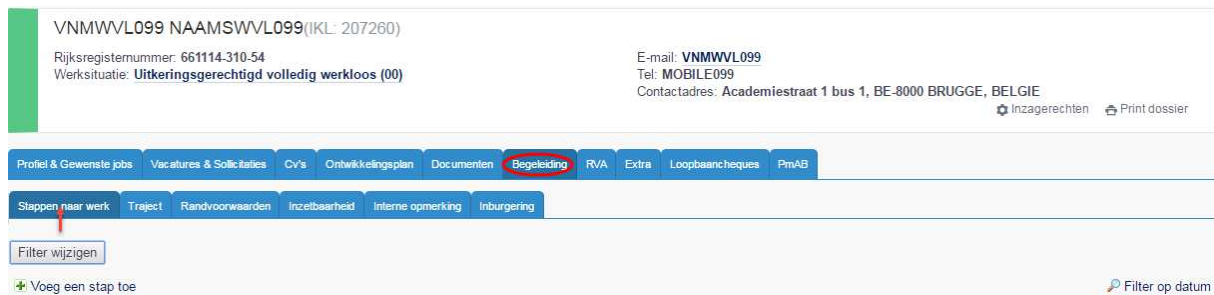 VNMWVL099 NAAMSWVL099(IKL: 207260)
Rijksregisternummer: 661114-310-54
Werksituatie: Uitkeringsgerechtigd volledig werkloos (00)
E-mail: VNMWVL099
Tel: MOBILE099
Contactadres: Academiestraat 1 bus 1, BE-8000 BRUGGE, BELGIE
Inzagerechten Print dossier
Profiel & Gewenste jobs Vacatures & Sollicitaties Cv's Ontwikkelingsplan Documenten Begeleiding RVA Extra Loopbaancheques PmAB
Stappen naar werk Traject Randvoorwaarden Inzetbaarheid Interne opmerking Inburgering
Filter wijzigen
Voeg een stap toe Filter op datum